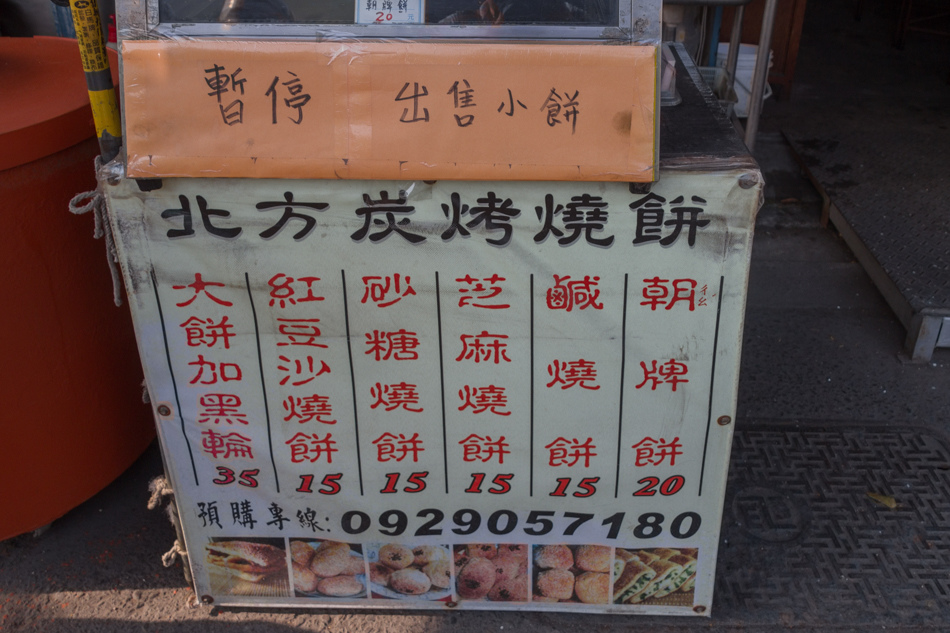 朝牌餅
20
暫停 出售小餅
北方炭烤燒餅
朝牌餅 20
鹹燒餅 15
芝麻燒餅 15
砂糖燒餅 15
紅豆沙燒餅 15
大餅加黑輪 35
預購專線:0929057180